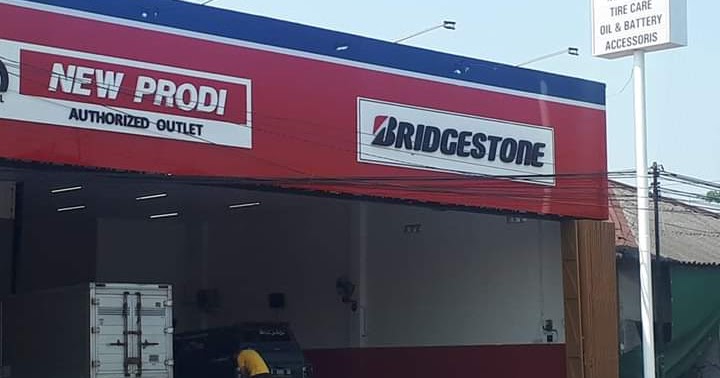 TIRE CARE
OIL & BATTERY
ACCESSORIS
NEW PRODI
AUTHORIZED OUTLET
BRIDGESTONE